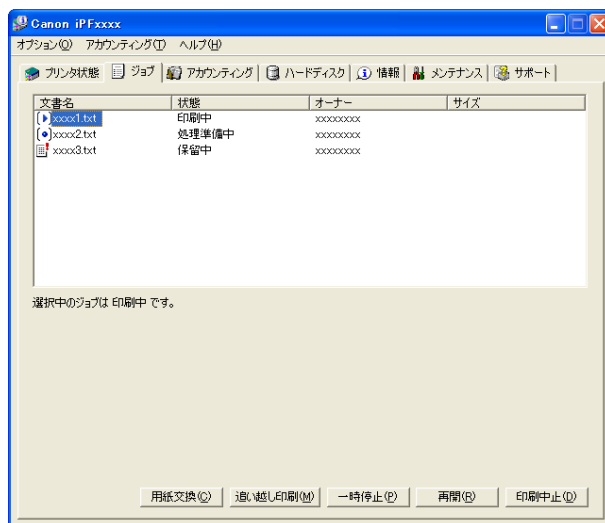 Canon iPFxxxx
オプション(O) アカウンティング(T) ヘルプ(H)
プリンタ状態 ジョブ アカウンティング ハードディスク 情報 メンテナンス サポート
文書名 状態 オーナー サイズ
xxxx1.txt 印刷中 xxxxxxxx
xxxx2.txt 処理準備中 xxxxxxxx
xxxx3.txt 保留中 xxxxxxxx
選択中のジョブは 印刷中 です。
用紙交換(C) 追い越し印刷(M) 一時停止(P) 再開(R) 印刷中止(D)